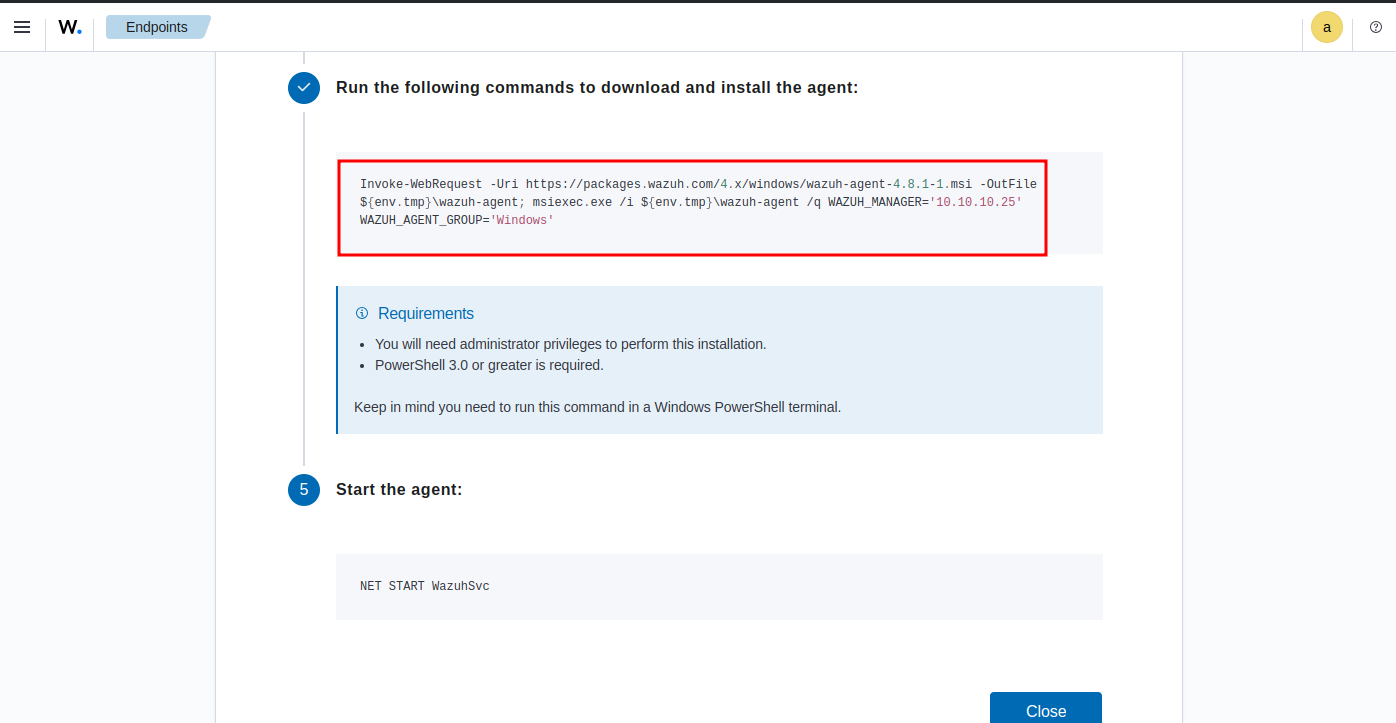 W. Endpoints a
Run the following commands to download and install the agent:
Invoke-WebRequest -Uri https://packages.wazuh.com/4.x/windows/wazuh-agent-4.8.1-1.msi -OutFile
${env.tmp}\wazuh-agent; msiexec.exe /i ${env.tmp}\wazuh-agent /q WAZUH_MANAGER='10.10.10.25'
WAZUH_AGENT_GROUP='Windows'
Requirements
• You will need administrator privileges to perform this installation.
• PowerShell 3.0 or greater is required.
Keep in mind you need to run this command in a Windows PowerShell terminal.
5 Start the agent:
NET START WazuhSvc
Close